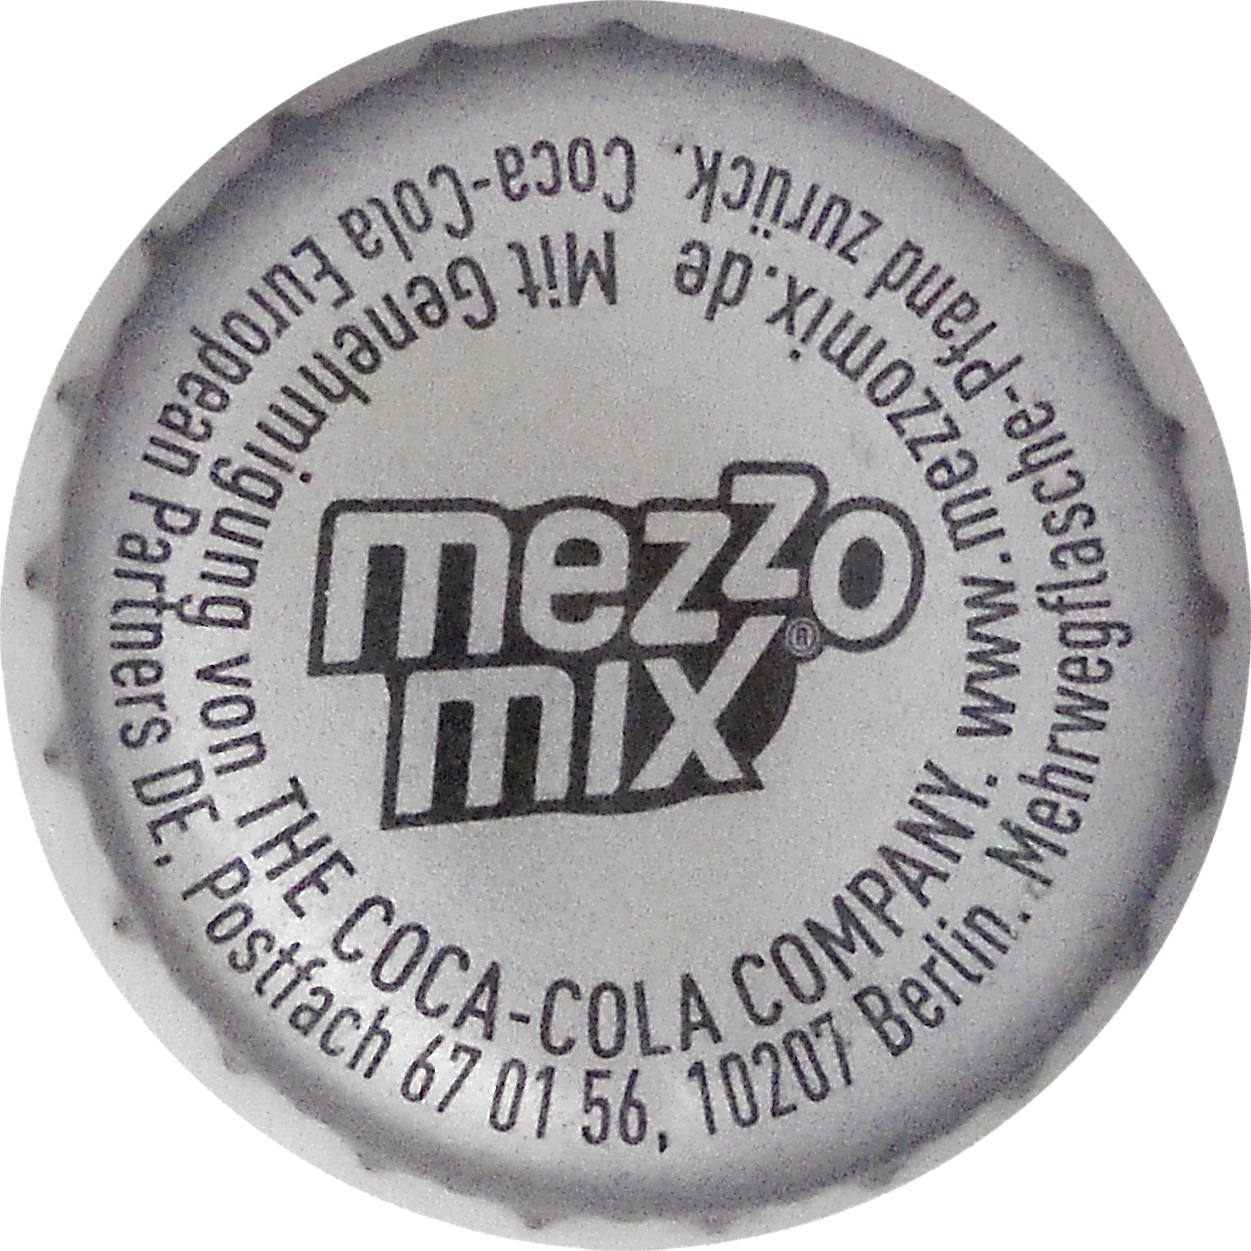 mezzo
mix®
Mit Genehmigung von THE COCA-COLA COMPANY. www.mezzomix.de
Coca-Cola European Partners DE, Postfach 67 01 56, 10207 Berlin. Mehrwegflasche-Pfand zurück.